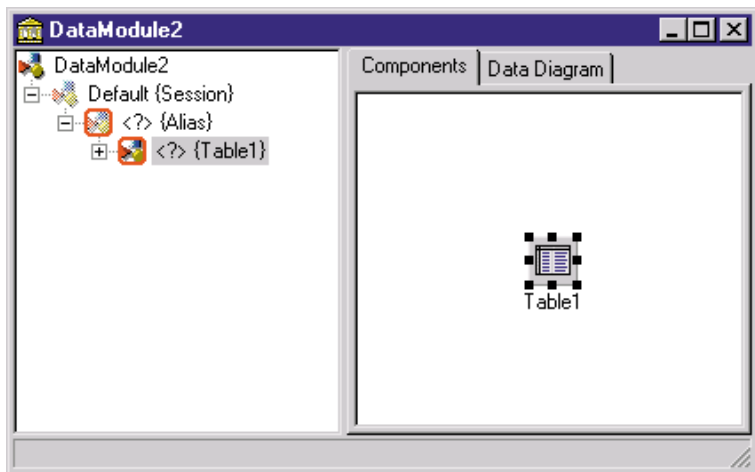 DataModule2
DataModule2
Default {Session}
<?> {Alias}
<?> {Table1}
Components
Data Diagram
Table1